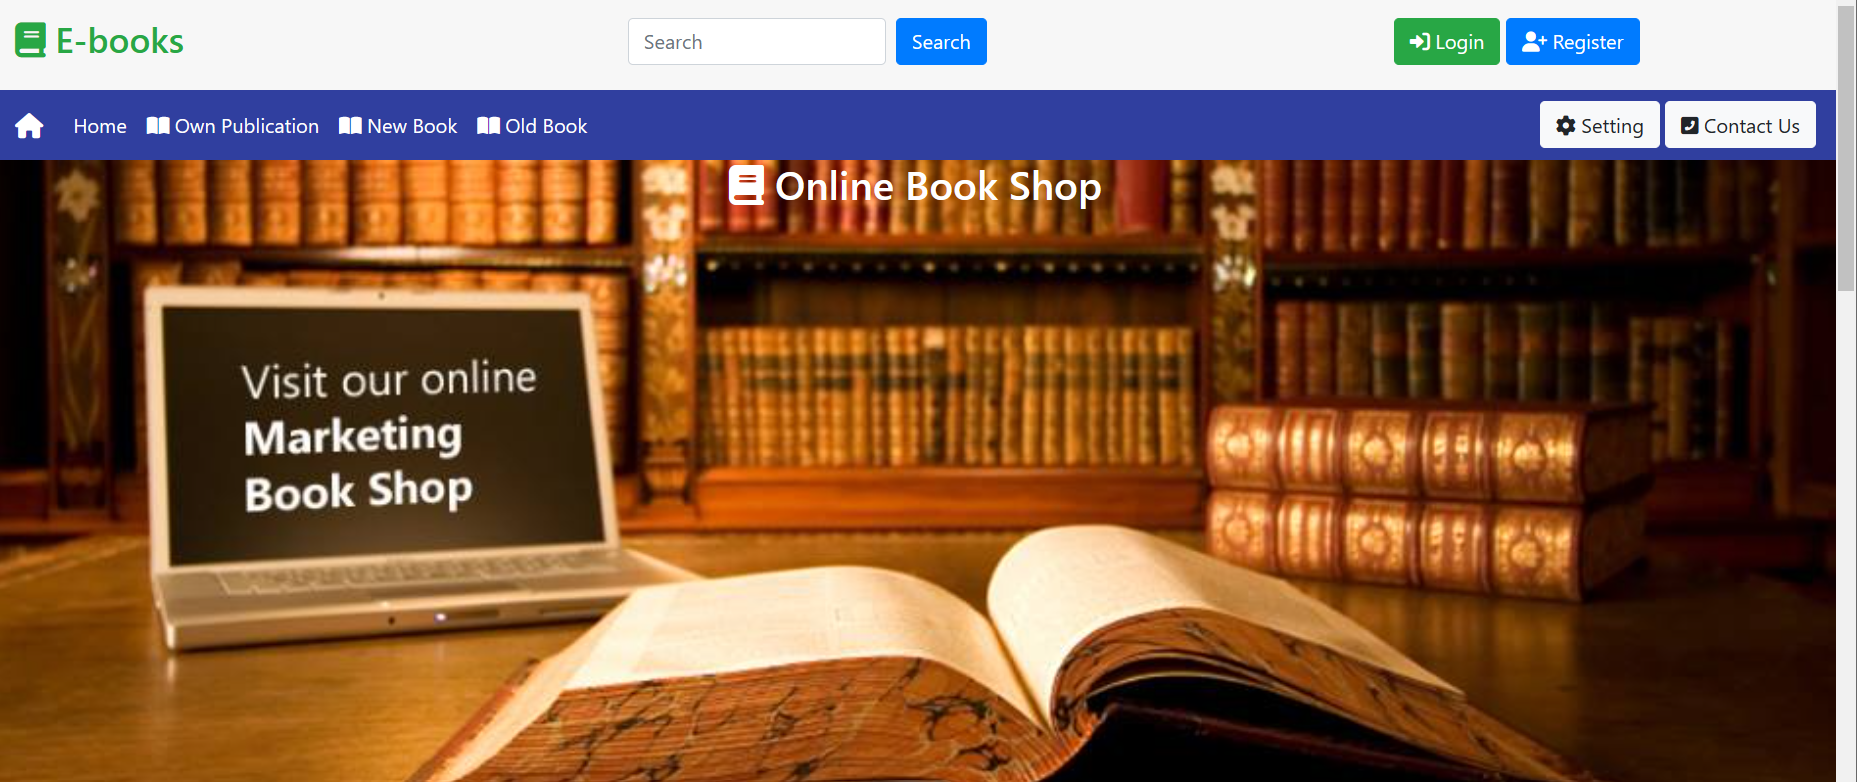 E-books
Search Search
Login Register
Home Own Publication New Book Old Book
Setting Contact Us
Online Book Shop
Visit our online
Marketing
Book Shop